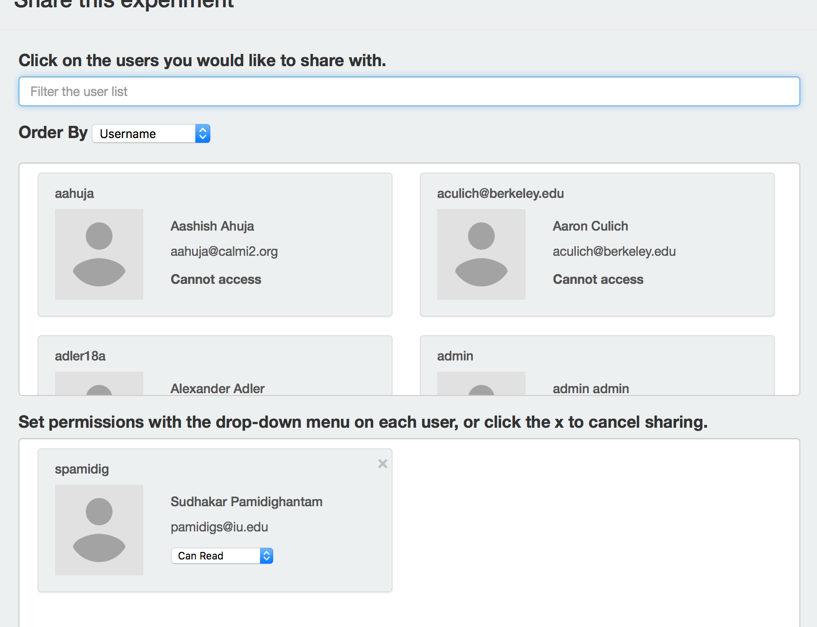 Share this experiment
Click on the users you would like to share with.
Filter the user list
Order By Username
aahuja
Aashish Ahuja
aahuja@calmi2.org
Cannot access
aculich@berkeley.edu
Aaron Culich
aculich@berkeley.edu
Cannot access
adler18a
Alexander Adler
admin
admin admin
Set permissions with the drop-down menu on each user, or click the x to cancel sharing.
spamidig
×
Sudhakar Pamidighantam
pamidigs@iu.edu
Can Read